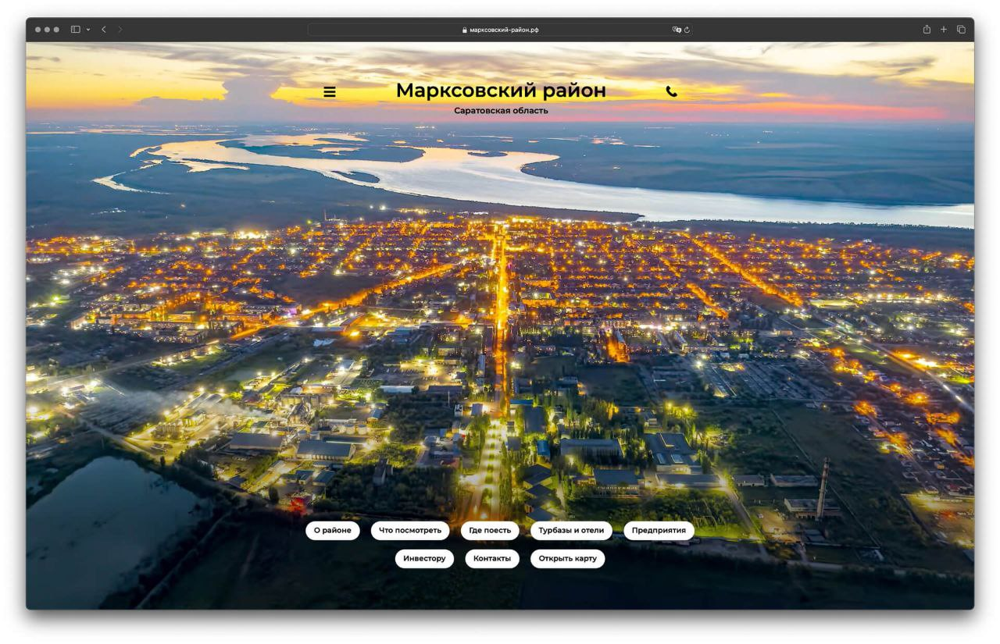 марксовский-район.рф
Марксовский район
Саратовская область
О районе Что посмотреть Где поесть Турбазы и отели Предприятия
Инвестору Контакты Открыть карту